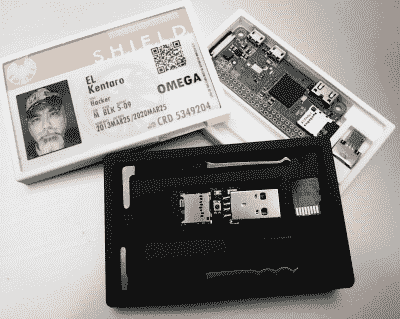 SHIELD
EL
Kentaro
Hacker
M BLK 5-09
2013MAR25/2020MAR25
OMEGA
CRD 5349204